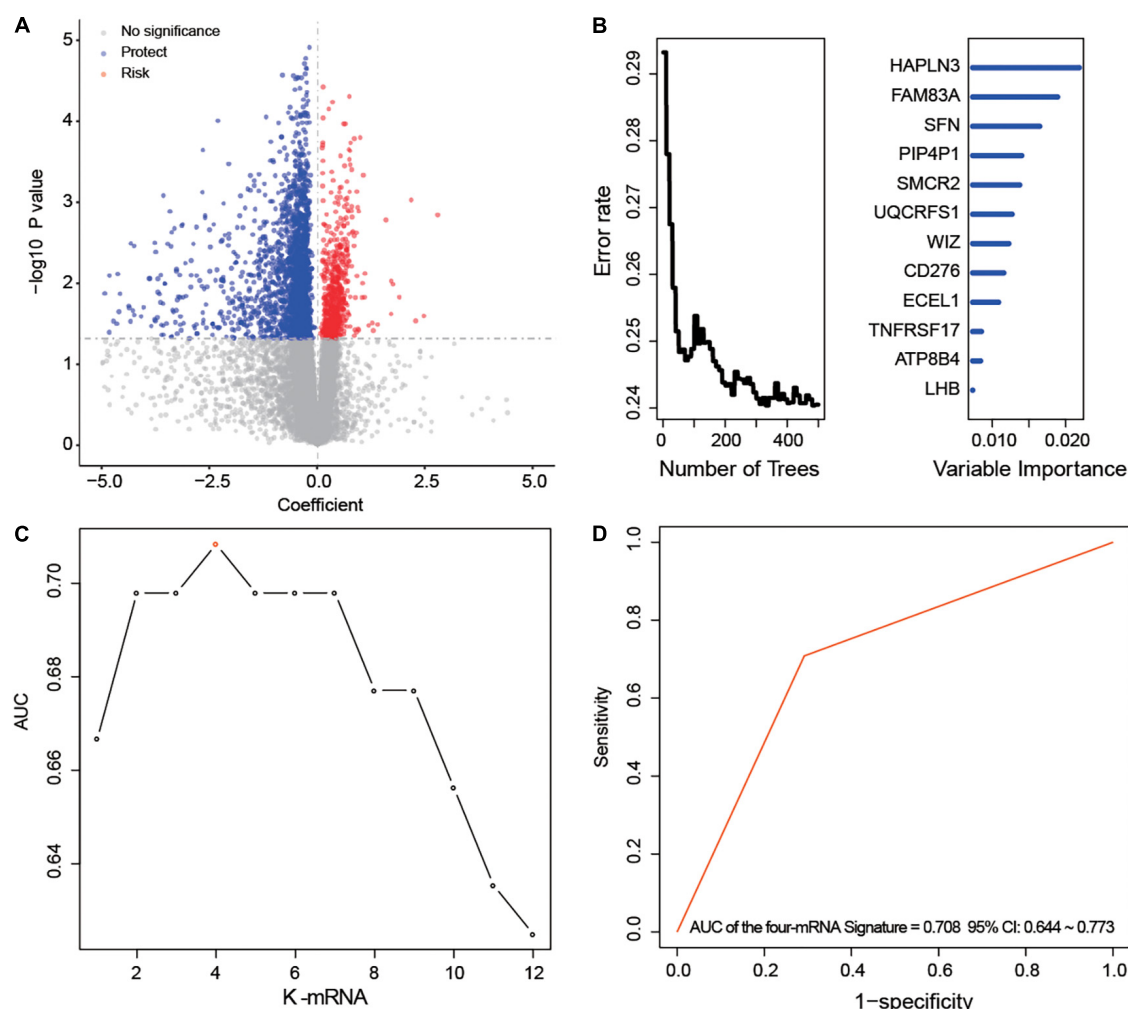 A
No significance
Protect
Risk
−log10 P value
5
4
3
2
1
0
−5.0
−2.5
0.0
2.5
5.0
Coefficient
B
Error rate
0.29
0.28
0.27
0.26
0.25
0.24
0
200
400
Number of Trees
HAPLN3
FAM83A
SFN
PIP4P1
SMCR2
UQCRFS1
WIZ
CD276
ECEL1
TNFRSF17
ATP8B4
LHB
0.010
0.020
Variable Importance
C
AUC
0.70
0.68
0.66
0.64
2
4
6
8
10
12
K-mRNA
D
Sensitivity
1.0
0.8
0.6
0.4
0.2
0.0
AUC of the four-mRNA Signature = 0.708 95% CI: 0.644 ~ 0.773
0.0
0.2
0.4
0.6
0.8
1.0
1−specificity